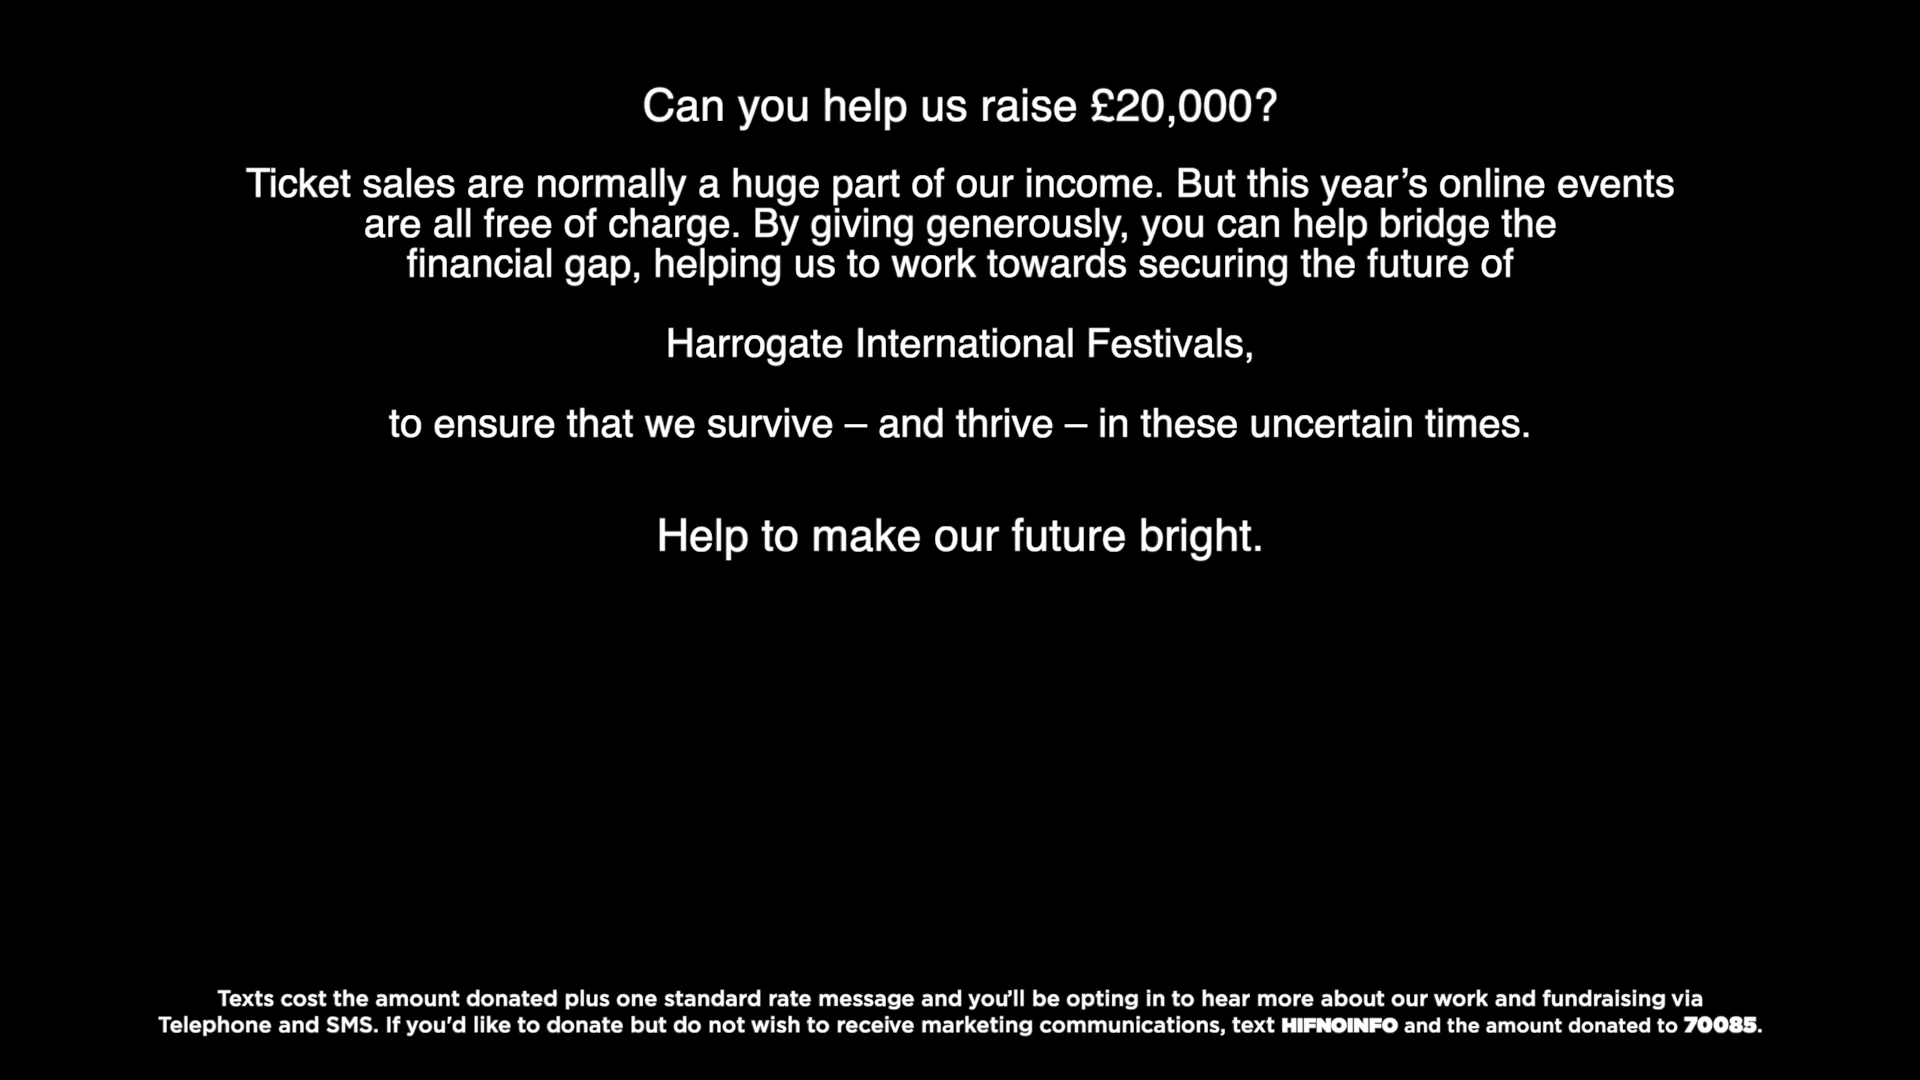 Can you help us raise £20,000?
Ticket sales are normally a huge part of our income. But this year’s online events
are all free of charge. By giving generously, you can help bridge the
financial gap, helping us to work towards securing the future of
Harrogate International Festivals,
to ensure that we survive – and thrive – in these uncertain times.
Help to make our future bright.
Texts cost the amount donated plus one standard rate message and you’ll be opting in to hear more about our work and fundraising via
Telephone and SMS. If you'd like to donate but do not wish to receive marketing communications, text HIFNOINFO and the amount donated to 70085.